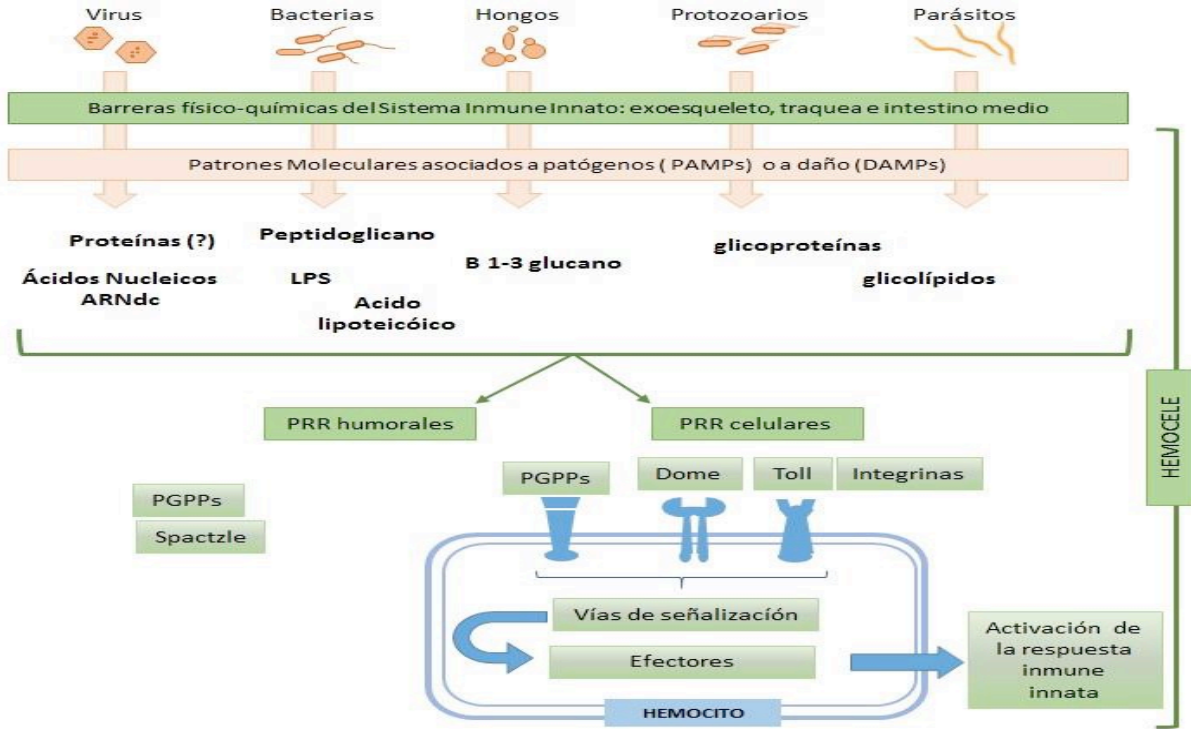 Virus
Bacterias
Hongos
Protozoarios
Parásitos
Barreras físico-químicas del Sistema Inmune Innato: exoesqueleto, traquea e intestino medio
Patrones Moleculares asociados a patógenos ( PAMPs)  o a daño (DAMPs)
Proteínas (?)
Ácidos Nucleicos
ARNdc
Peptidoglicano
LPS
Acido
lipoteicóico
B 1-3 glucano
glicoproteínas
glicolípidos
HEMOCELE
PRR humorales
PRR celulares
PGPPs
Spactzle
PGPPs
Dome
Toll
Integrinas
Vías de señalización
Efectores
HEMOCITO
Activación de
la respuesta
inmune
innata